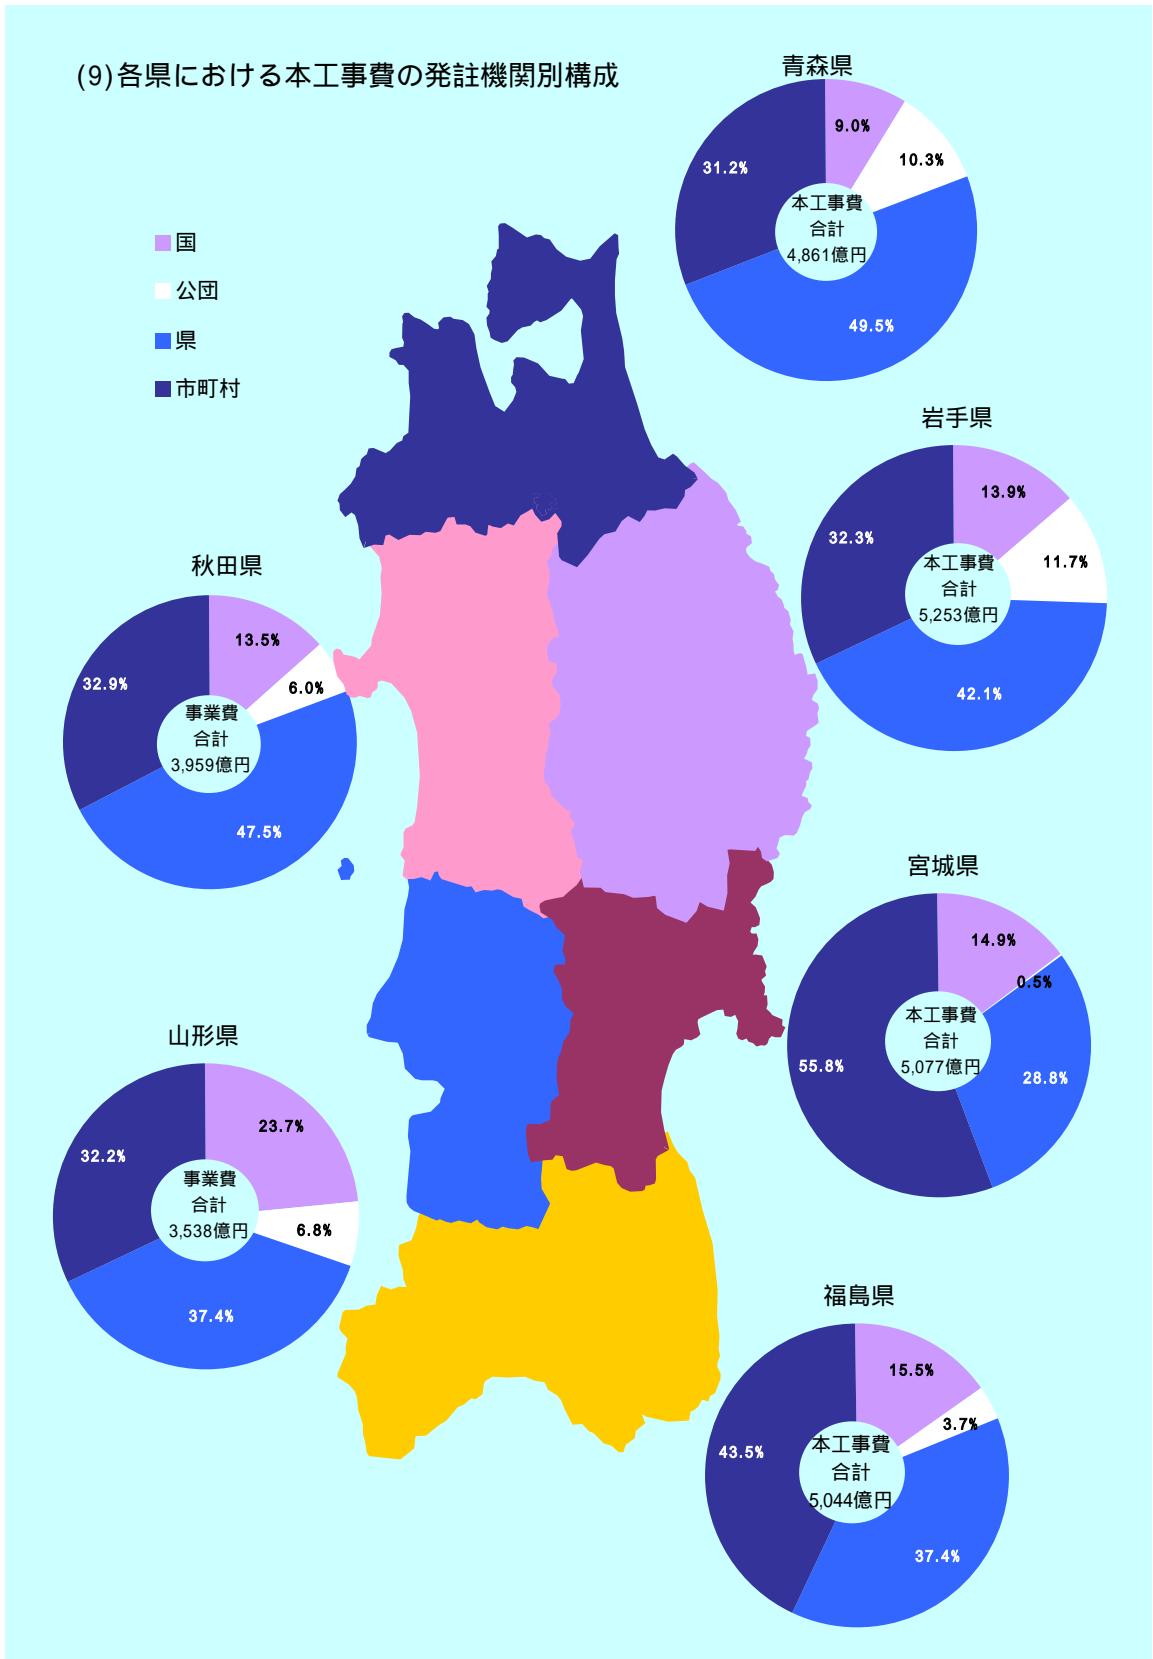 (9)各県における本工事費の発註機関別構成
国
公団
県
市町村
青森県
9.0%
10.3%
49.5%
31.2%
本工事費
合計
4,861億円
岩手県
13.9%
11.7%
42.1%
32.3%
本工事費
合計
5,253億円
秋田県
13.5%
6.0%
47.5%
32.9%
事業費
合計
3,959億円
宮城県
14.9%
0.5%
28.8%
55.8%
本工事費
合計
5,077億円
山形県
23.7%
6.8%
37.4%
32.2%
事業費
合計
3,538億円
福島県
15.5%
3.7%
37.4%
43.5%
本工事費
合計
5,044億円